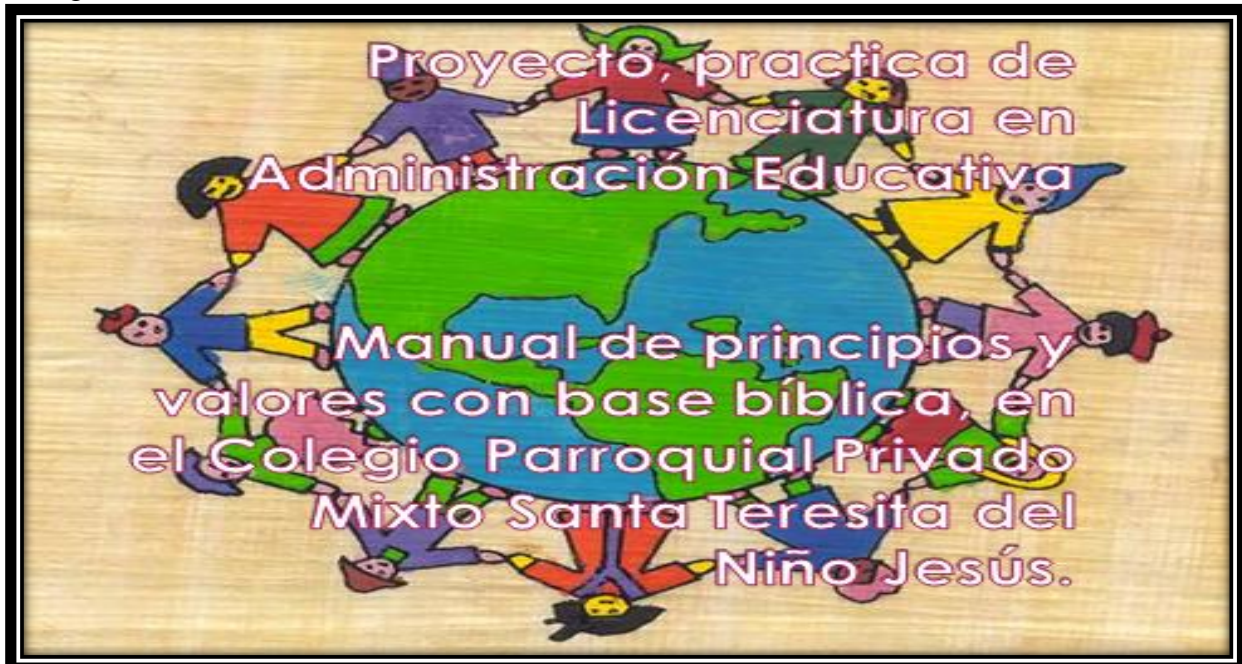 Proyecto, practica de
Licenciatura en
Administración Educativa
Manual de principios y
valores con base bíblica, en
el Colegio Parroquial Privado
Mixto Santa Teresita del
Niño Jesús.